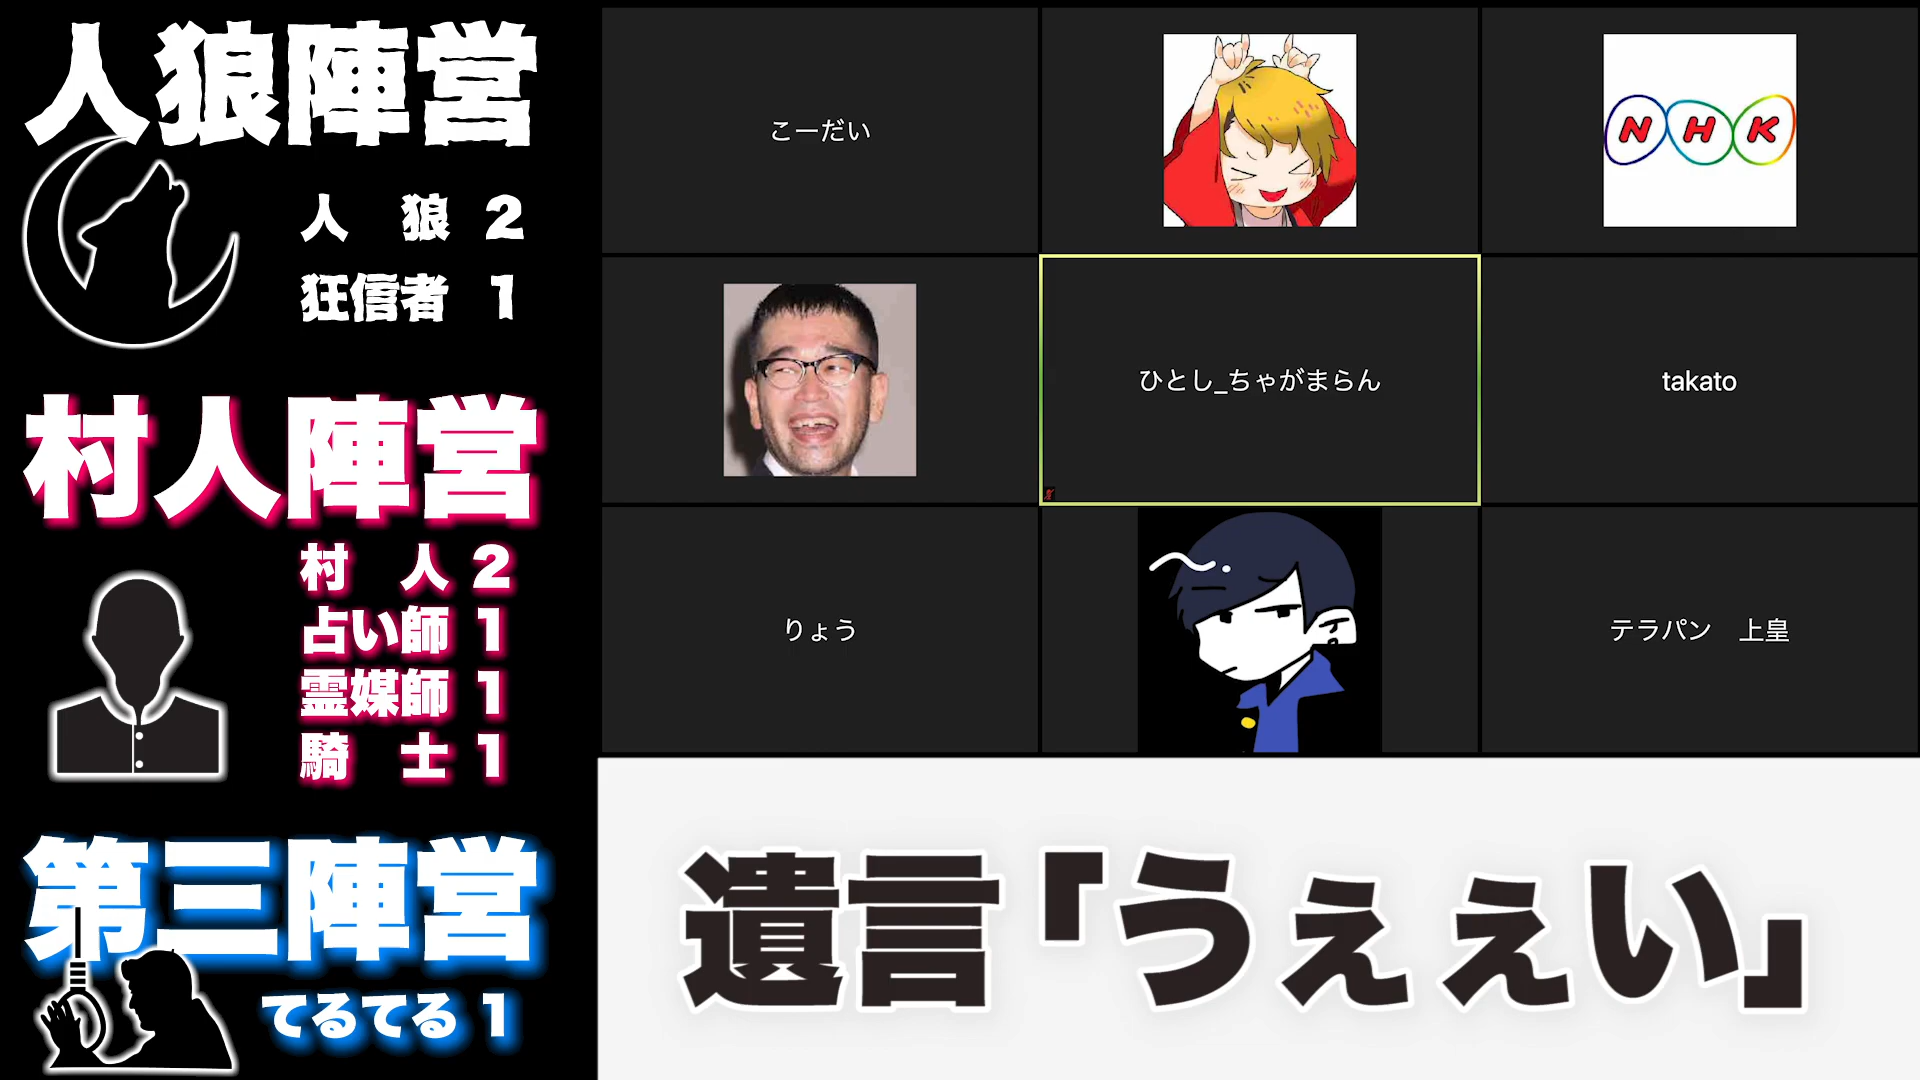 人狼陣営
人　狼 2
狂信者 1
村人陣営
村　人 2
占い師 1
霊媒師 1
騎　士 1
第三陣営
てるてる 1
こーだい
NHK
ひとし_ちゃがまらん
takato
りょう
テラパン　上皇
遺言「うぇぇい」